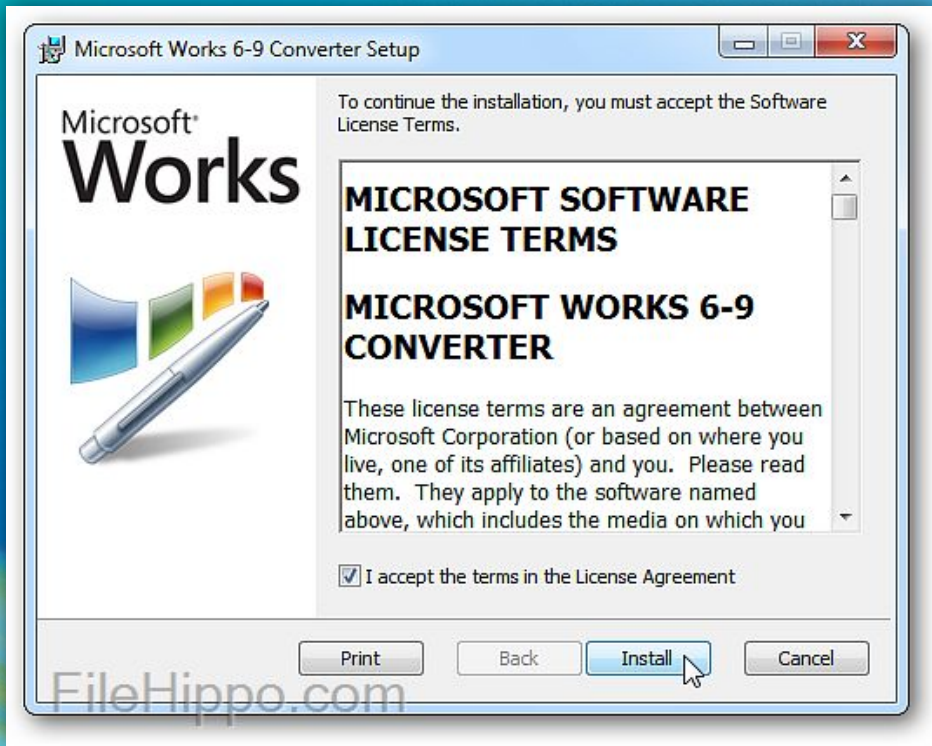 Microsoft Works 6-9 Converter Setup
Microsoft®
Works
To continue the installation, you must accept the Software
License Terms.
MICROSOFT SOFTWARE
LICENSE TERMS
MICROSOFT WORKS 6-9
CONVERTER
These license terms are an agreement between
Microsoft Corporation (or based on where you
live, one of its affiliates) and you. Please read
them. They apply to the software named
above, which includes the media on which you
I accept the terms in the License Agreement
Print
Back
Install
Cancel
FileHippo.com